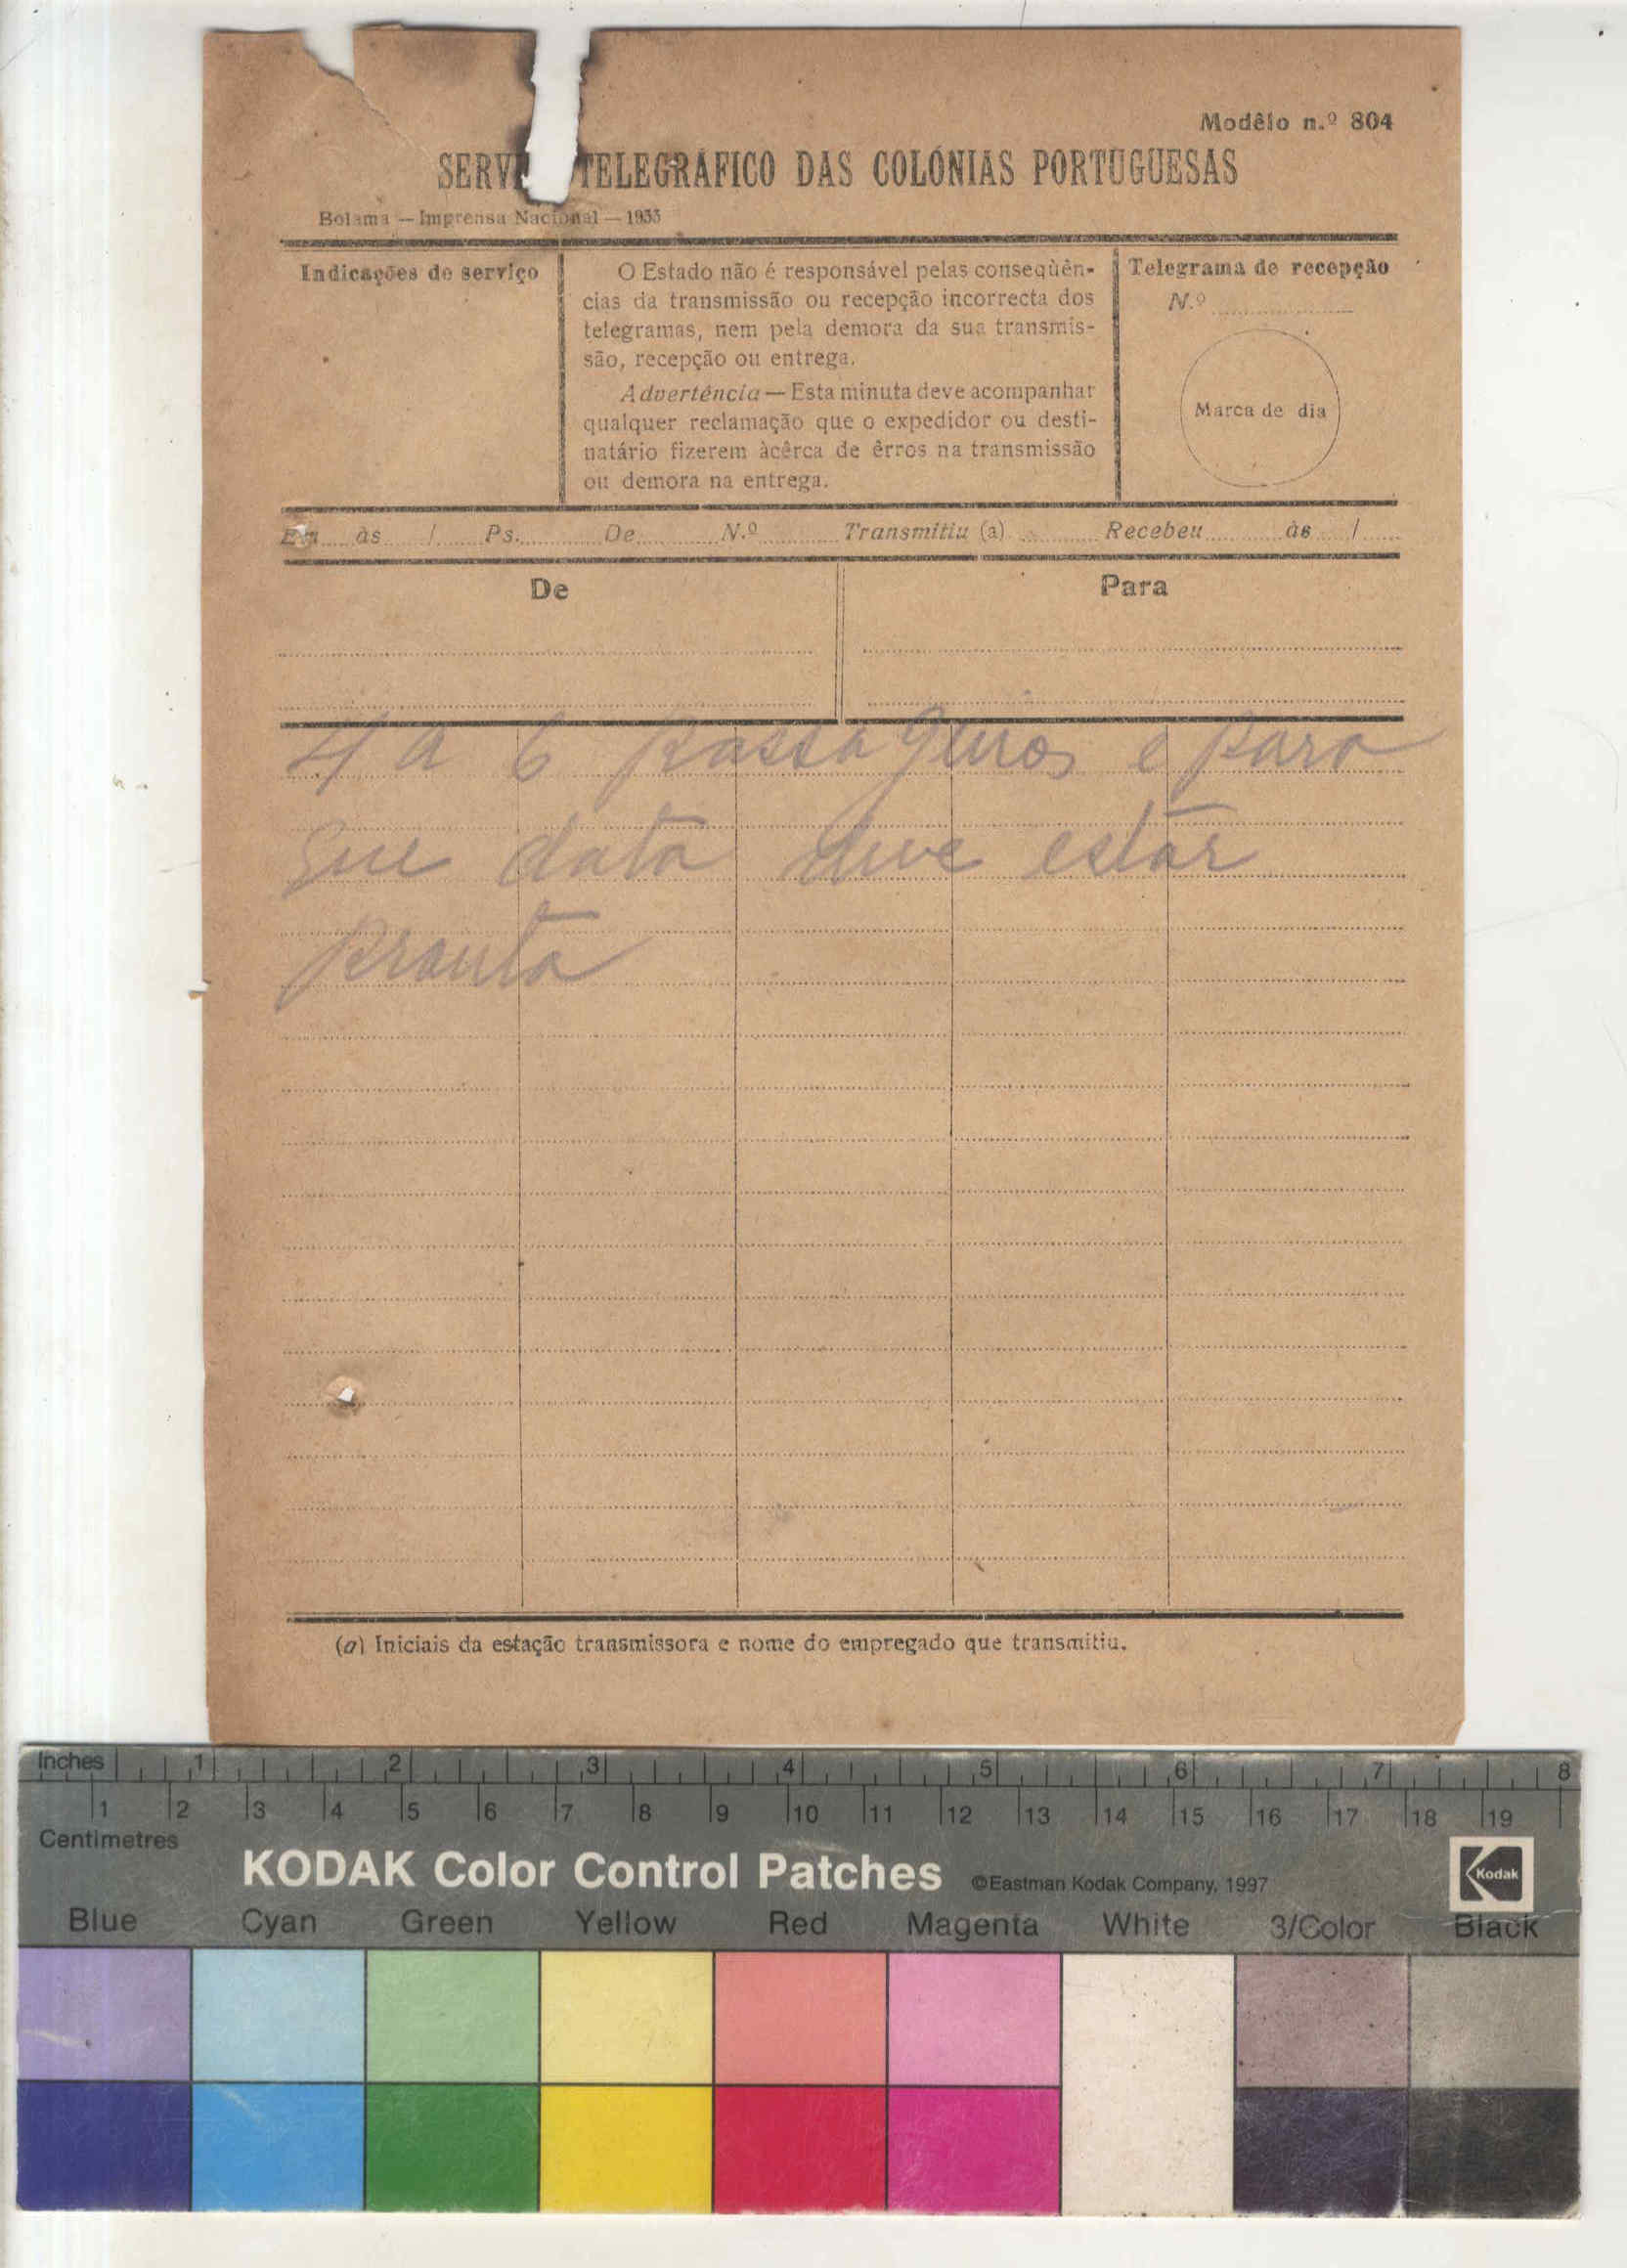 Modêlo n.º 804
SERVI TELEGRÁFICO DAS COLÓNIAS PORTUGUESAS
Bolama — Imprensa Nacional — 1933
Indicações de serviço
O Estado não é responsável pelas conseqüên-
cias da transmissão ou recepção incorrecta dos
telegramas, nem pela demora da sua transmis-
são, recepção ou entrega.
Advertência — Esta minuta deve acompanhar
qualquer reclamação que o expedidor ou desti-
natário fizerem àcêrca de êrros na transmissão
ou demora na entrega.
Telegrama de recepção
N.º
Marca de dia
Em às / Ps. De N.º Transmitiu (a) Recebeu às /
De Para
4 a 6 passageiros e para
que data deve estar
pronta
(a) Iniciais da estação transmissora e nome do empregado que transmitiu.
Inches 1 2 3 4 5 6 7 8
1 2 3 4 5 6 7 8 9 10 11 12 13 14 15 16 17 18 19
Centimetres
KODAK Color Control Patches ©Eastman Kodak Company, 1997 Kodak
Blue Cyan Green Yellow Red Magenta White 3/Color Black